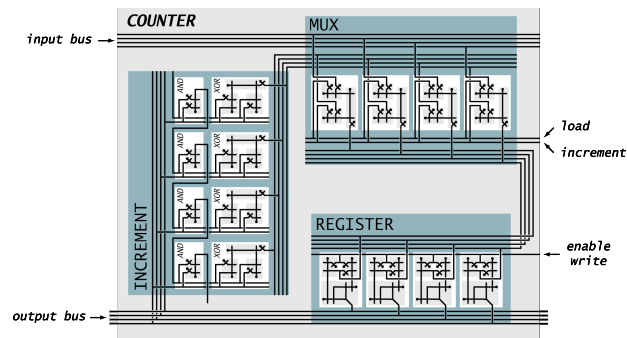 COUNTER
MUX
input bus
AND
XOR
AND
XOR
AND
XOR
AND
XOR
INCREMENT
load
increment
REGISTER
enable
write
output bus